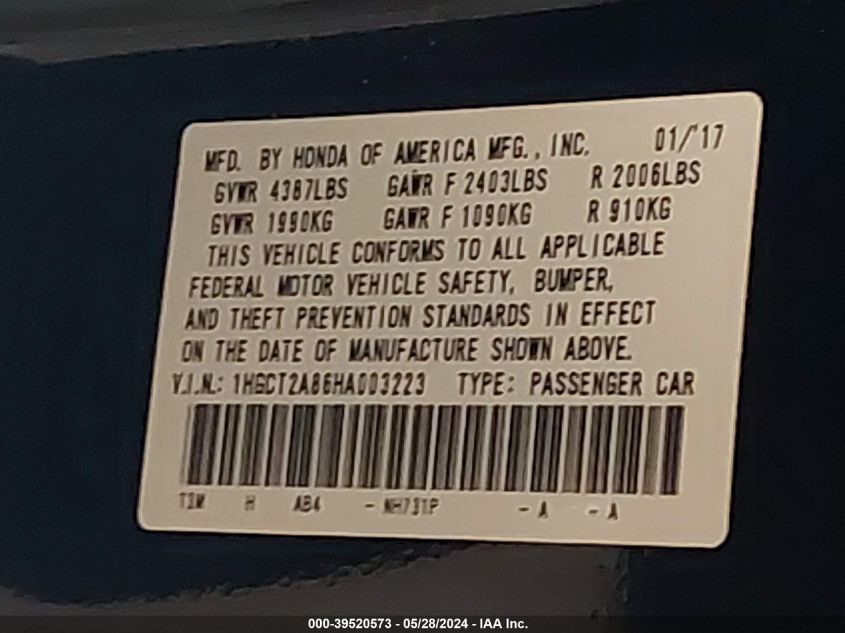 MFD. BY HONDA OF AMERICA MFG., INC. 01/'17
GVWR 4387LBS GAWR F 2403LBS R 2006LBS
GVWR 1990KG GAWR F 1090KG R 910KG
THIS VEHICLE CONFORMS TO ALL APPLICABLE
FEDERAL MOTOR VEHICLE SAFETY, BUMPER,
AND THEFT PREVENTION STANDARDS IN EFFECT
ON THE DATE OF MANUFACTURE SHOWN ABOVE.
V.I.N.: 1HGCT2A86HA003223 TYPE: PASSENGER CAR
H AB4 - NH731P - A - A
000-39520573 - 05/28/2024 - IAA Inc.